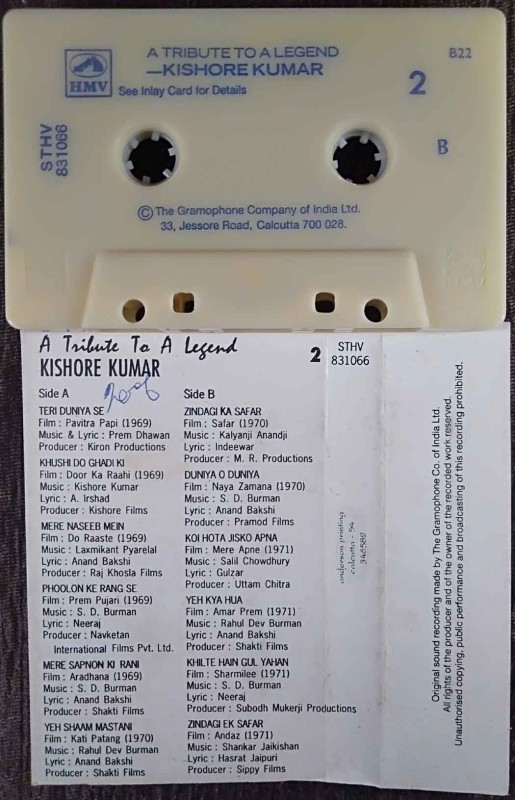 A TRIBUTE TO A LEGEND
—KISHORE KUMAR
B22
HMV
See Inlay Card for Details
2
STHV
831066
B
© The Gramophone Company of India Ltd.
33, Jessore Road, Calcutta 700 028.
A Tribute To A Legend
KISHORE KUMAR
2
STHV
831066
Side A
TERI DUNIYA SE
Film : Pavitra Papi (1969)
Music & Lyric : Prem Dhawan
Producer : Kiron Productions
KHUSHI DO GHADI KI
Film : Door Ka Raahi (1969)
Music : Kishore Kumar
Lyric : A. Irshad
Producer : Kishore Films
MERE NASEEB MEIN
Film : Do Raaste (1969)
Music : Laxmikant Pyarelal
Lyric : Anand Bakshi
Producer : Raj Khosla Films
PHOOLON KE RANG SE
Film : Prem Pujari (1969)
Music : S. D. Burman
Lyric : Neeraj
Producer : Navketan
International Films Pvt. Ltd.
MERE SAPNON KI RANI
Film : Aradhana (1969)
Music : S. D. Burman
Lyric : Anand Bakshi
Producer : Shakti Films
YEH SHAAM MASTANI
Film : Kati Patang (1970)
Music : Rahul Dev Burman
Lyric : Anand Bakshi
Producer : Shakti Films
Side B
ZINDAGI KA SAFAR
Film : Safar (1970)
Music : Kalyanji Anandji
Lyric : Indeewar
Producer : M. R. Productions
DUNIYA O DUNIYA
Film : Naya Zamana (1970)
Music : S. D. Burman
Lyric : Anand Bakshi
Producer : Pramod Films
KOI HOTA JISKO APNA
Film : Mere Apne (1971)
Music : Salil Chowdhury
Lyric : Gulzar
Producer : Uttam Chitra
YEH KYA HUA
Film : Amar Prem (1971)
Music : Rahul Dev Burman
Lyric : Anand Bakshi
Producer : Shakti Films
KHILTE HAIN GUL YAHAN
Film : Sharmilee (1971)
Music : S. D. Burman
Lyric : Neeraj
Producer : Subodh Mukerji Productions
ZINDAGI EK SAFAR
Film : Andaz (1971)
Music : Shankar Jaikishan
Lyric : Hasrat Jaipuri
Producer : Sippy Films
anderson printing
calcutta - 54
Original sound recording made by The Gramophone Co. of India Ltd.
All rights of the producer and of the owner of the recorded work reserved.
Unauthorised copying, public performance and broadcasting of this recording prohibited.